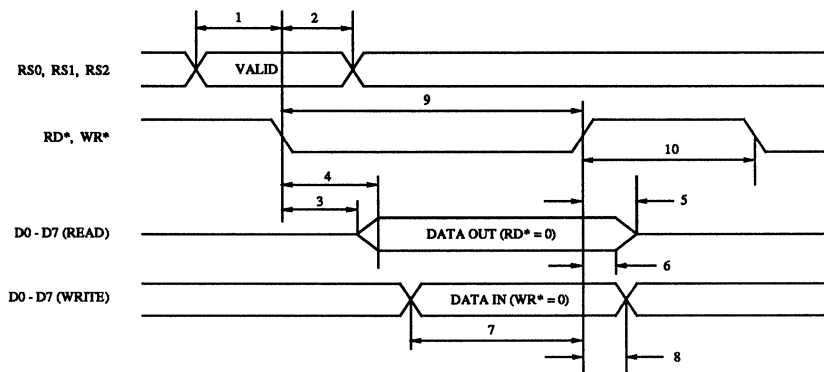 1 2
RS0, RS1, RS2 VALID
9
RD*, WR*
10
4
3 5
D0 - D7 (READ) DATA OUT (RD* = 0)
6
D0 - D7 (WRITE) DATA IN (WR* = 0)
7
8